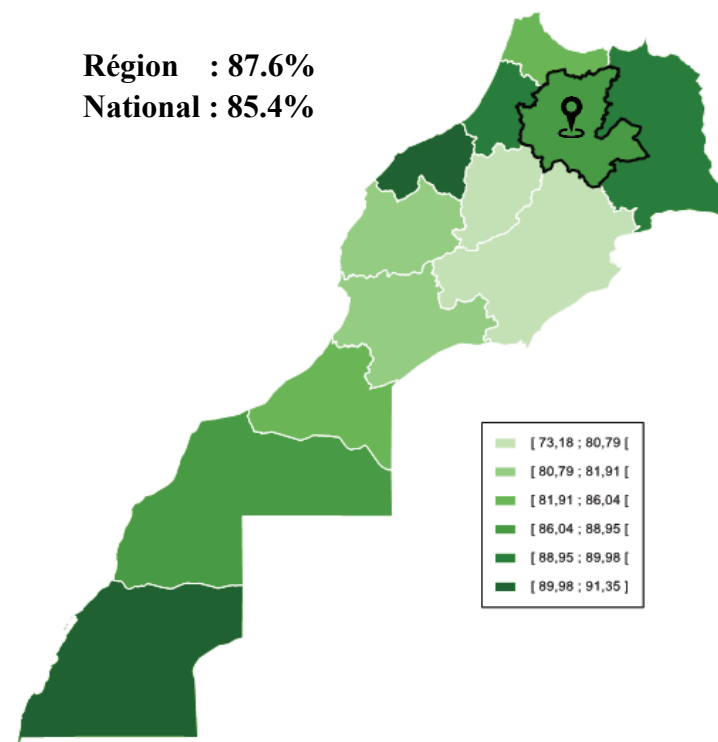 Région : 87.6%
National : 85.4%
[ 73,18 ; 80,79 [
[ 80,79 ; 81,91 [
[ 81,91 ; 86,04 [
[ 86,04 ; 88,95 [
[ 88,95 ; 89,98 [
[ 89,98 ; 91,35 ]